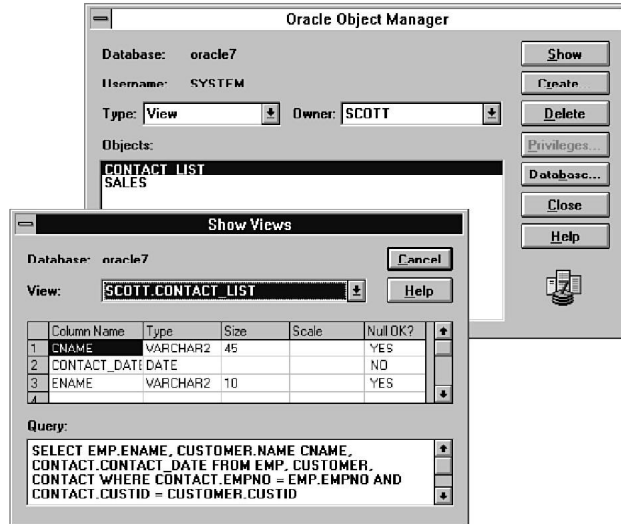 Oracle Object Manager
Database: oracle7
Username: SYSTEM
Type: View Owner: SCOTT
Objects:
CONTACT_LIST
SALES
Show
Create...
Delete
Privileges...
Database...
Close
Help
Show Views
Database: oracle7
Cancel
View: SCOTT.CONTACT_LIST
Help
Column Name Type Size Scale Null OK?
1 CNAME VARCHAR2 45 YES
2 CONTACT_DATE DATE NO
3 ENAME VARCHAR2 10 YES
4
Query:
SELECT EMP.ENAME, CUSTOMER.NAME CNAME,
CONTACT.CONTACT_DATE FROM EMP, CUSTOMER,
CONTACT WHERE CONTACT.EMPNO = EMP.EMPNO AND
CONTACT.CUSTID = CUSTOMER.CUSTID